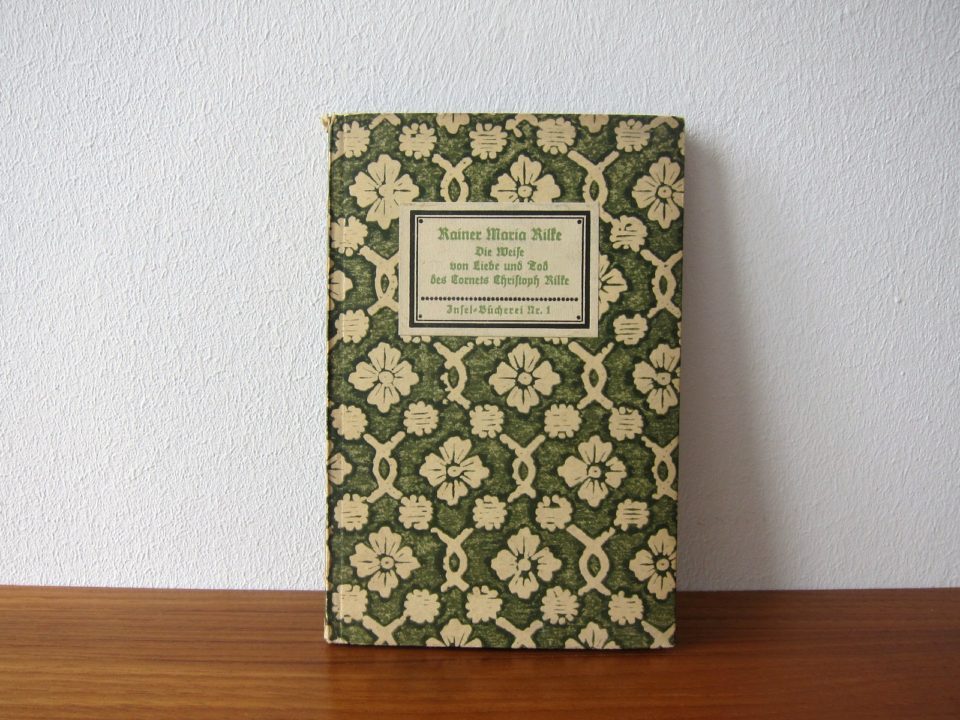 Rainer Maria Rilke
Die Weiſe
von Liebe und Tod
des Cornets Chriſtoph Rilke
Inſel-Bücherei Nr. 1